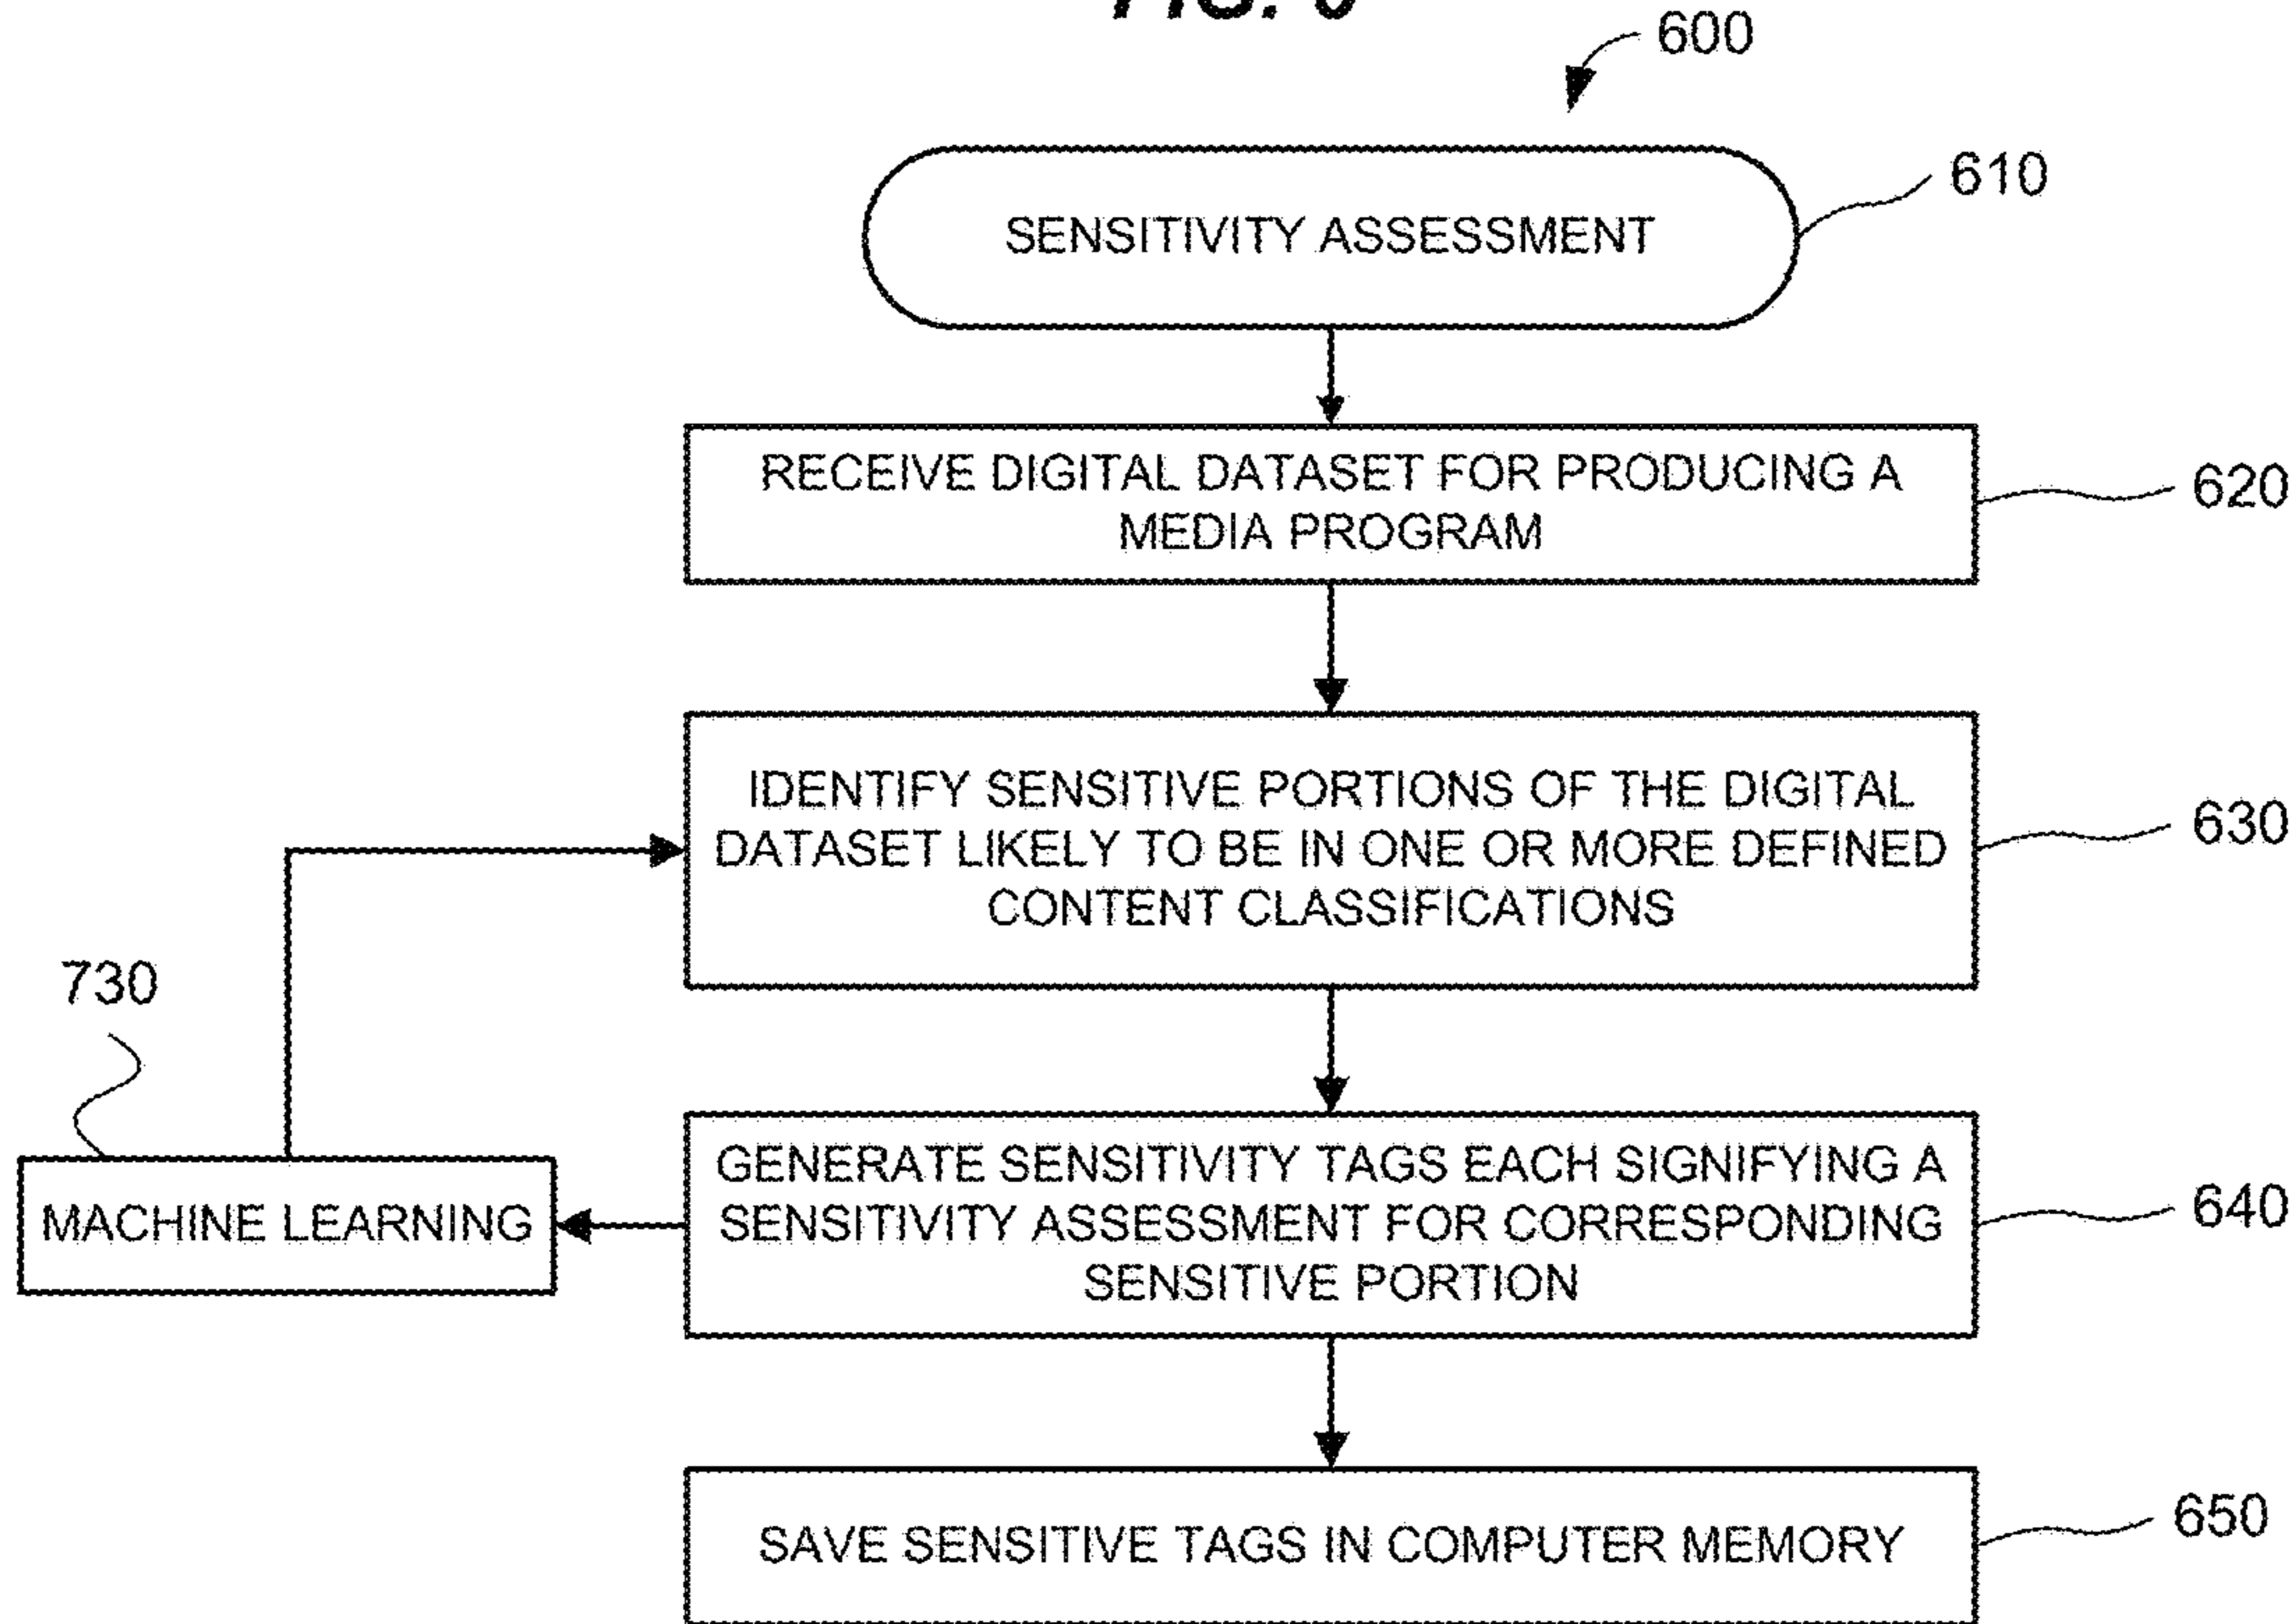 600
SENSITIVITY ASSESSMENT
610
RECEIVE DIGITAL DATASET FOR PRODUCING A
MEDIA PROGRAM
620
IDENTIFY SENSITIVE PORTIONS OF THE DIGITAL
DATASET LIKELY TO BE IN ONE OR MORE DEFINED
CONTENT CLASSIFICATIONS
630
730
MACHINE LEARNING
GENERATE SENSITIVITY TAGS EACH SIGNIFYING A
SENSITIVITY ASSESSMENT FOR CORRESPONDING
SENSITIVE PORTION
640
SAVE SENSITIVE TAGS IN COMPUTER MEMORY
650